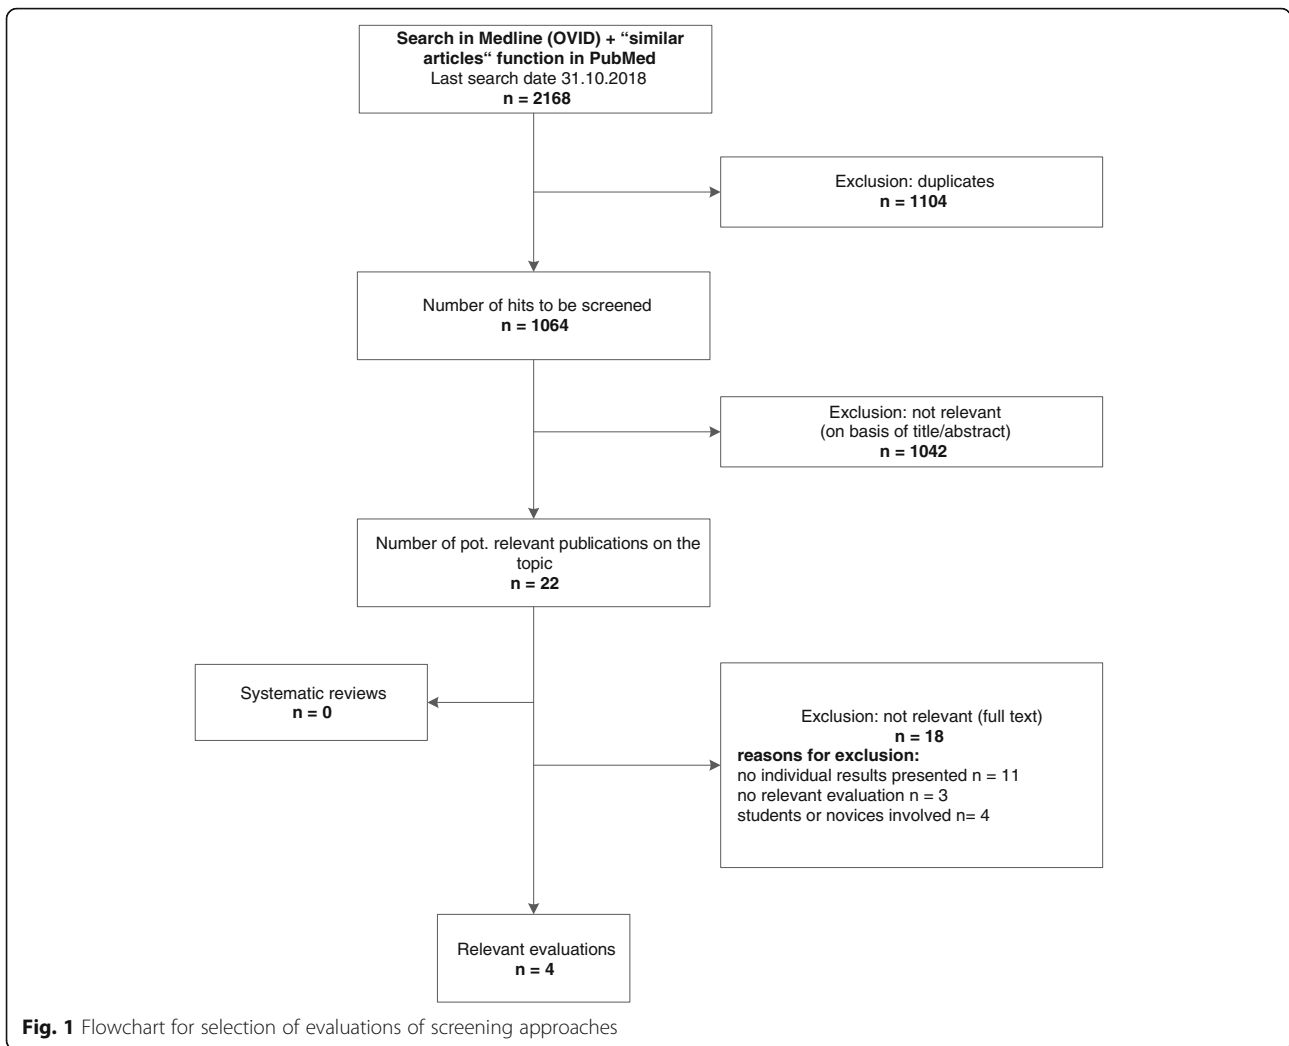 Search in Medline (OVID) + “similar
articles“ function in PubMed
Last search date 31.10.2018
n = 2168
Exclusion: duplicates
n = 1104
Number of hits to be screened
n = 1064
Exclusion: not relevant
(on basis of title/abstract)
n = 1042
Number of pot. relevant publications on the
topic
n = 22
Systematic reviews
n = 0
Exclusion: not relevant (full text)
n = 18
reasons for exclusion:
no individual results presented n = 11
no relevant evaluation n = 3
students or novices involved n= 4
Relevant evaluations
n = 4
Fig. 1 Flowchart for selection of evaluations of screening approaches